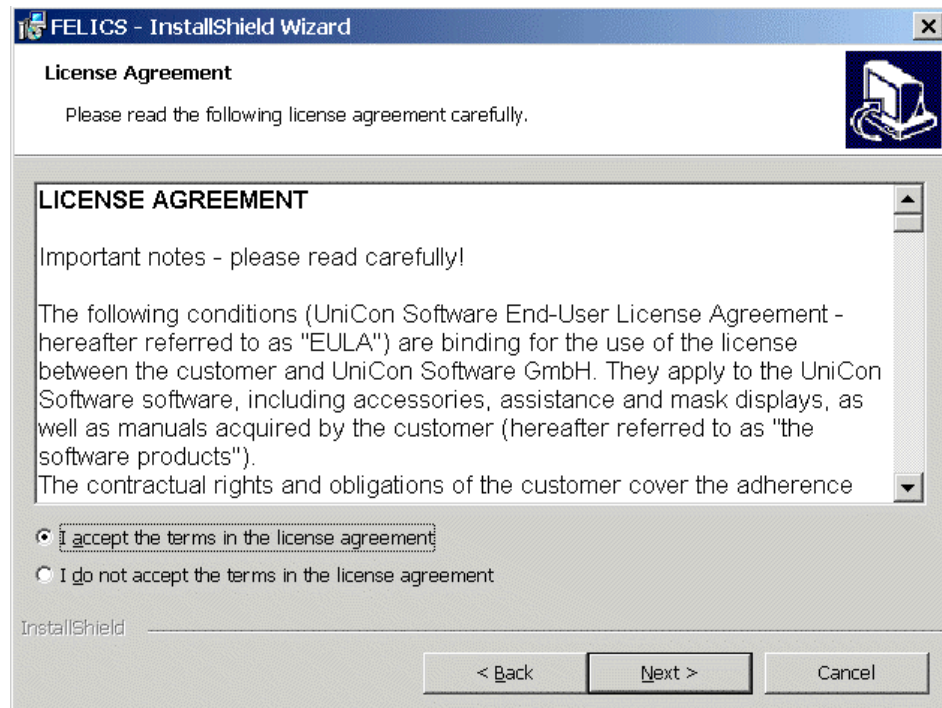 FELICS - InstallShield Wizard
License Agreement
Please read the following license agreement carefully.
LICENSE AGREEMENT
Important notes - please read carefully!
The following conditions (UniCon Software End-User License Agreement -
hereafter referred to as "EULA") are binding for the use of the license
between the customer and UniCon Software GmbH. They apply to the UniCon
Software software, including accessories, assistance and mask displays, as
well as manuals acquired by the customer (hereafter referred to as "the
software products").
The contractual rights and obligations of the customer cover the adherence
I accept the terms in the license agreement
I do not accept the terms in the license agreement
InstallShield
< Back Next > Cancel